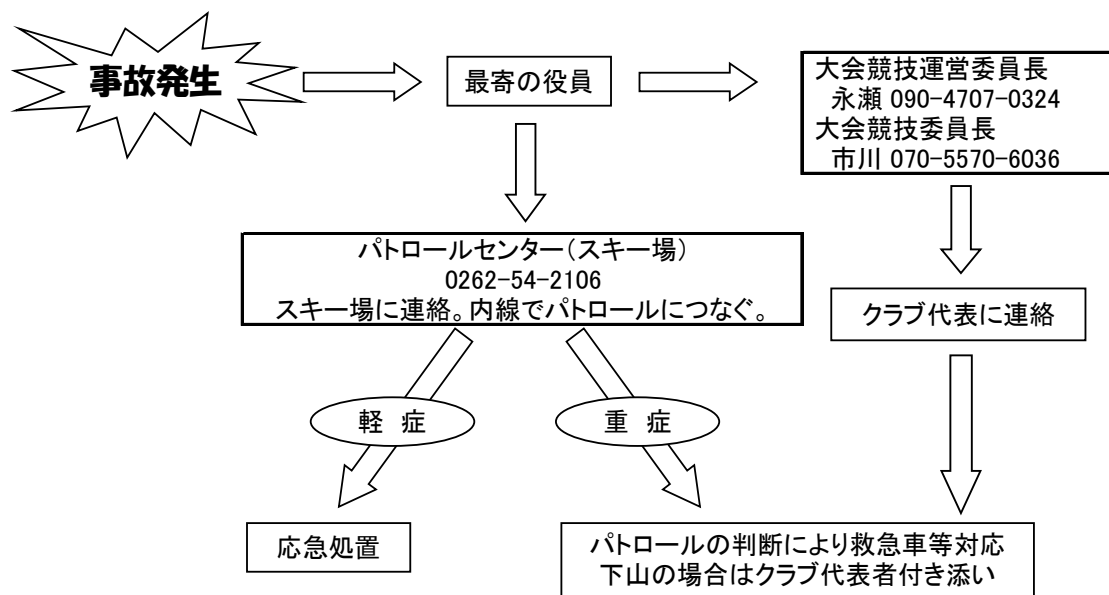 事故発生
最寄の役員
大会競技運営委員長
永瀬 090-4707-0324
大会競技委員長
市川 070-5570-6036
パトロールセンター（スキー場）
0262-54-2106
スキー場に連絡。内線でパトロールにつなぐ。
クラブ代表に連絡
軽 症
重 症
応急処置
パトロールの判断により救急車等対応
下山の場合はクラブ代表者付き添い